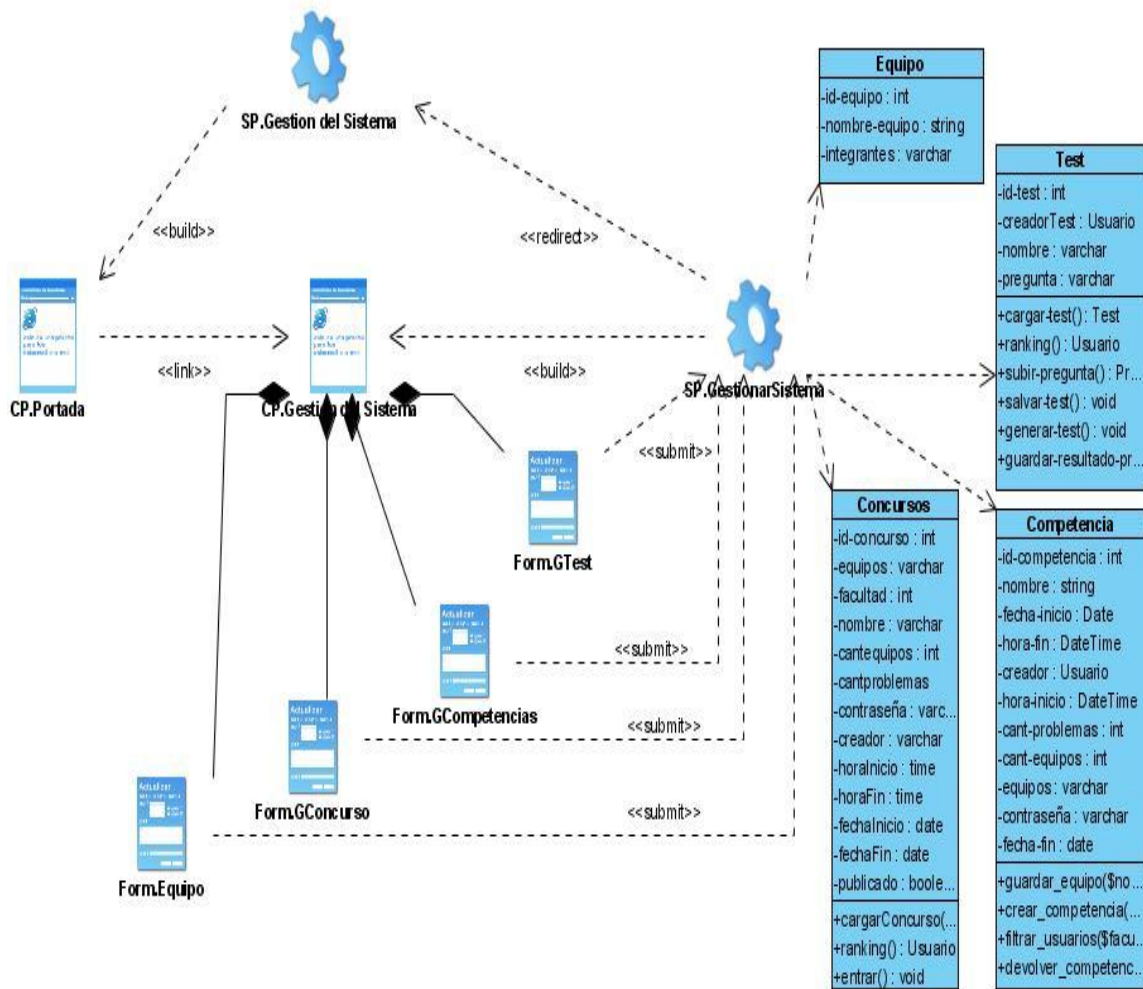 SP.Gestion del Sistema
<<build>>
<<redirect>>
CP.Portada
<<link>>
CP.Gestion del Sistema
<<build>>
SP.GestionarSistema
<<submit>>
Actualizar
Form.GTest
Actualizar
Form.GCompetencias
<<submit>>
Actualizar
Form.GConcurso
<<submit>>
Actualizar
Form.Equipo
<<submit>>
Equipo
-id-equipo : int
-nombre-equipo : string
-integrantes : varchar
Test
-id-test : int
-creadorTest : Usuario
-nombre : varchar
-pregunta : varchar
+cargar-test() : Test
+ranking() : Usuario
+subir-pregunta() : Pr...
+salvar-test() : void
+generar-test() : void
+guardar-resultado-pr...
Concursos
-id-concurso : int
-equipos : varchar
-facultad : int
-nombre : varchar
-cantequipos : int
-cantproblemas
-contraseña : varc...
-creador : varchar
-horaInicio : time
-horaFin : time
-fechaInicio : date
-fechaFin : date
-publicado : boole...
+cargarConcurso(...
+ranking() : Usuario
+entrar() : void
Competencia
-id-competencia : int
-nombre : string
-fecha-inicio : Date
-hora-fin : DateTime
-creador : Usuario
-hora-inicio : DateTime
-cant-problemas : int
-cant-equipos : int
-equipos : varchar
-contraseña : varchar
-fecha-fin : date
+guardar_equipo($no...
+crear_competencia(...
+filtrar_usuarios($facu...
+devolver_competenc...